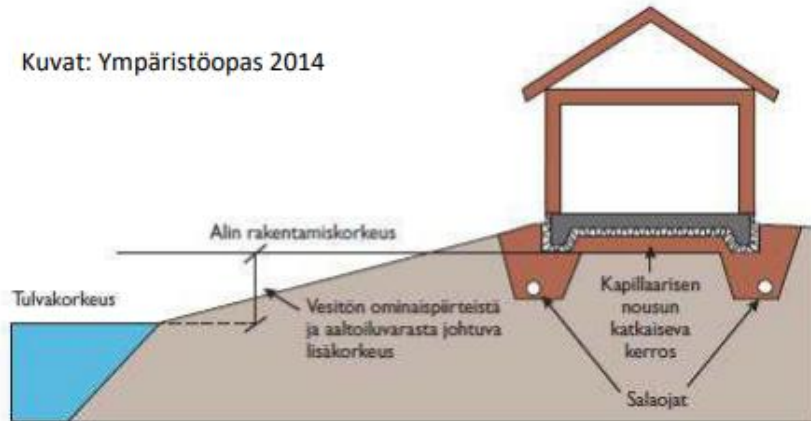 Kuvat: Ympäristöopas 2014
Alin rakentamiskorkeus
Tulvakorkeus
Vesitön ominaispiirteistä
ja aaltoiluvarasta johtuva
lisäkorkeus
Kapillaarisen
nousun
katkaiseva
kerros
Salaojat